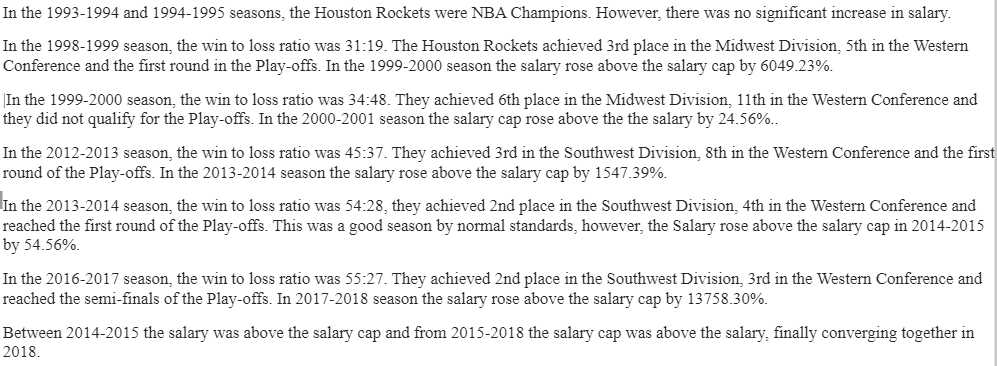 In the 1993-1994 and 1994-1995 seasons, the Houston Rockets were NBA Champions. However, there was no significant increase in salary.
In the 1998-1999 season, the win to loss ratio was 31:19. The Houston Rockets achieved 3rd place in the Midwest Division, 5th in the Western
Conference and the first round in the Play-offs. In the 1999-2000 season the salary rose above the salary cap by 6049.23%.
In the 1999-2000 season, the win to loss ratio was 34:48. They achieved 6th place in the Midwest Division, 11th in the Western Conference and
they did not qualify for the Play-offs. In the 2000-2001 season the salary cap rose above the the salary by 24.56%..
In the 2012-2013 season, the win to loss ratio was 45:37. They achieved 3rd in the Southwest Division, 8th in the Western Conference and the first
round of the Play-offs. In the 2013-2014 season the salary rose above the salary cap by 1547.39%.
In the 2013-2014 season, the win to loss ratio was 54:28, they achieved 2nd place in the Southwest Division, 4th in the Western Conference and
reached the first round of the Play-offs. This was a good season by normal standards, however, the Salary rose above the salary cap in 2014-2015
by 54.56%.
In the 2016-2017 season, the win to loss ratio was 55:27. They achieved 2nd place in the Southwest Division, 3rd in the Western Conference and
reached the semi-finals of the Play-offs. In 2017-2018 season the salary rose above the salary cap by 13758.30%.
Between 2014-2015 the salary was above the salary cap and from 2015-2018 the salary cap was above the salary, finally converging together in
2018.